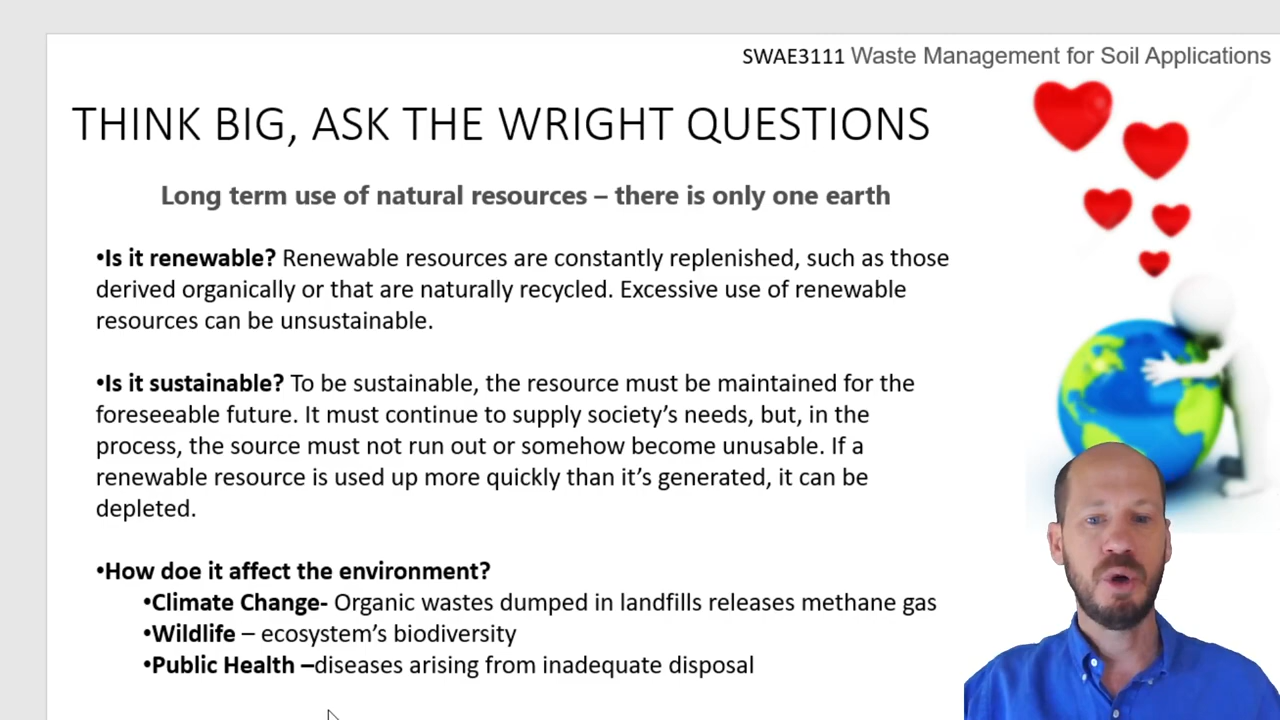 SWAE3111 Waste Management for Soil Applications
THINK BIG, ASK THE WRIGHT QUESTIONS
Long term use of natural resources – there is only one earth
•Is it renewable? Renewable resources are constantly replenished, such as those
derived organically or that are naturally recycled. Excessive use of renewable
resources can be unsustainable.
•Is it sustainable? To be sustainable, the resource must be maintained for the
foreseeable future. It must continue to supply society’s needs, but, in the
process, the source must not run out or somehow become unusable. If a
renewable resource is used up more quickly than it’s generated, it can be
depleted.
•How doe it affect the environment?
•Climate Change- Organic wastes dumped in landfills releases methane gas
•Wildlife – ecosystem’s biodiversity
•Public Health –diseases arising from inadequate disposal